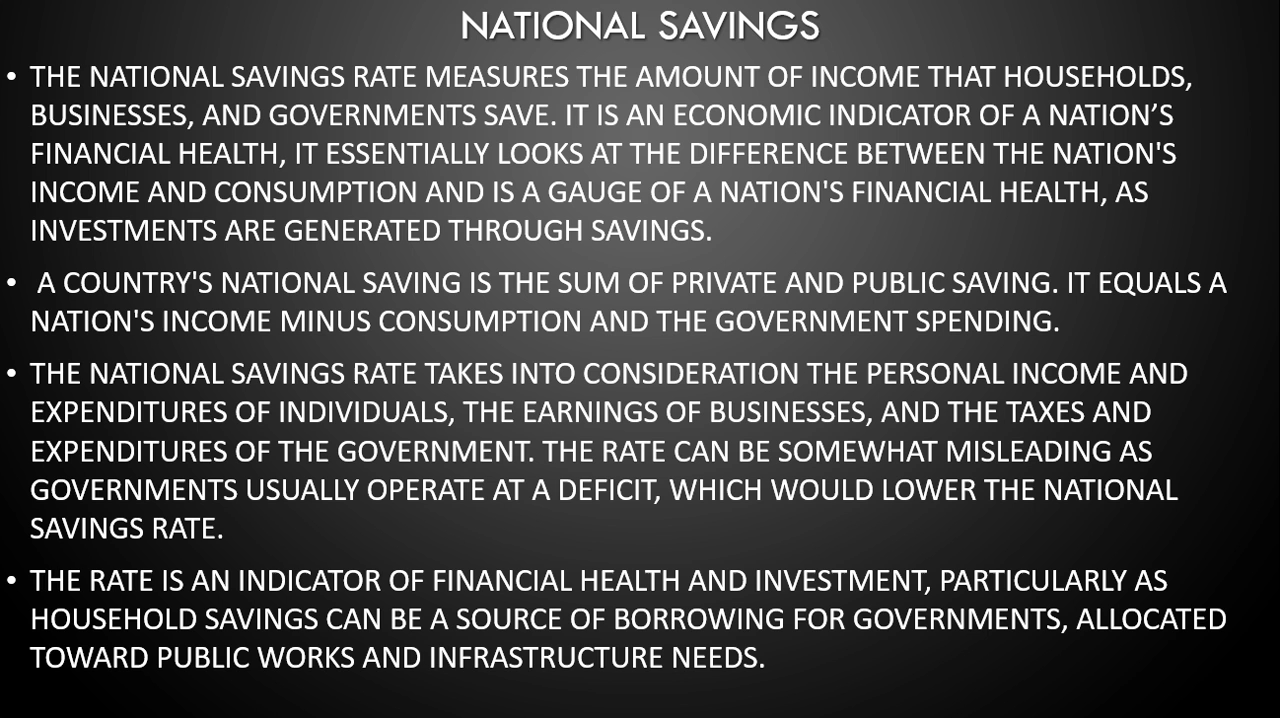 NATIONAL SAVINGS
• THE NATIONAL SAVINGS RATE MEASURES THE AMOUNT OF INCOME THAT HOUSEHOLDS,
BUSINESSES, AND GOVERNMENTS SAVE. IT IS AN ECONOMIC INDICATOR OF A NATION’S
FINANCIAL HEALTH, IT ESSENTIALLY LOOKS AT THE DIFFERENCE BETWEEN THE NATION'S
INCOME AND CONSUMPTION AND IS A GAUGE OF A NATION'S FINANCIAL HEALTH, AS
INVESTMENTS ARE GENERATED THROUGH SAVINGS.
• A COUNTRY'S NATIONAL SAVING IS THE SUM OF PRIVATE AND PUBLIC SAVING. IT EQUALS A
NATION'S INCOME MINUS CONSUMPTION AND THE GOVERNMENT SPENDING.
• THE NATIONAL SAVINGS RATE TAKES INTO CONSIDERATION THE PERSONAL INCOME AND
EXPENDITURES OF INDIVIDUALS, THE EARNINGS OF BUSINESSES, AND THE TAXES AND
EXPENDITURES OF THE GOVERNMENT. THE RATE CAN BE SOMEWHAT MISLEADING AS
GOVERNMENTS USUALLY OPERATE AT A DEFICIT, WHICH WOULD LOWER THE NATIONAL
SAVINGS RATE.
• THE RATE IS AN INDICATOR OF FINANCIAL HEALTH AND INVESTMENT, PARTICULARLY AS
HOUSEHOLD SAVINGS CAN BE A SOURCE OF BORROWING FOR GOVERNMENTS, ALLOCATED
TOWARD PUBLIC WORKS AND INFRASTRUCTURE NEEDS.